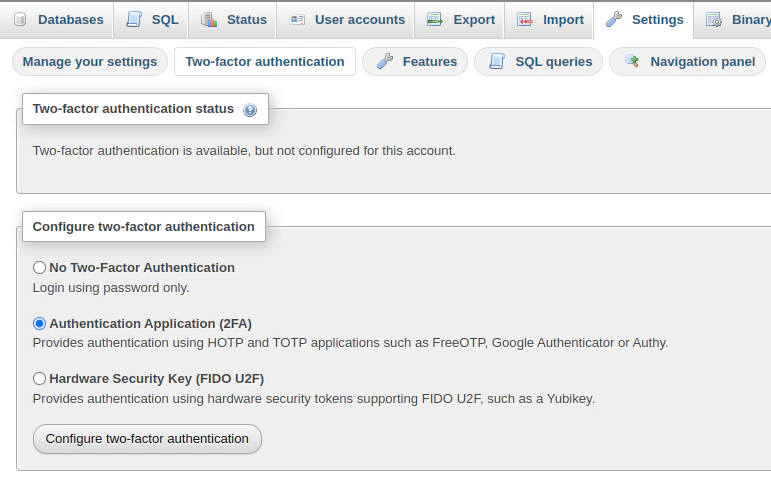 Databases SQL Status User accounts Export Import Settings Binary
Manage your settings Two-factor authentication Features SQL queries Navigation panel
Two-factor authentication status
Two-factor authentication is available, but not configured for this account.
Configure two-factor authentication
No Two-Factor Authentication
Login using password only.
Authentication Application (2FA)
Provides authentication using HOTP and TOTP applications such as FreeOTP, Google Authenticator or Authy.
Hardware Security Key (FIDO U2F)
Provides authentication using hardware security tokens supporting FIDO U2F, such as a Yubikey.
Configure two-factor authentication